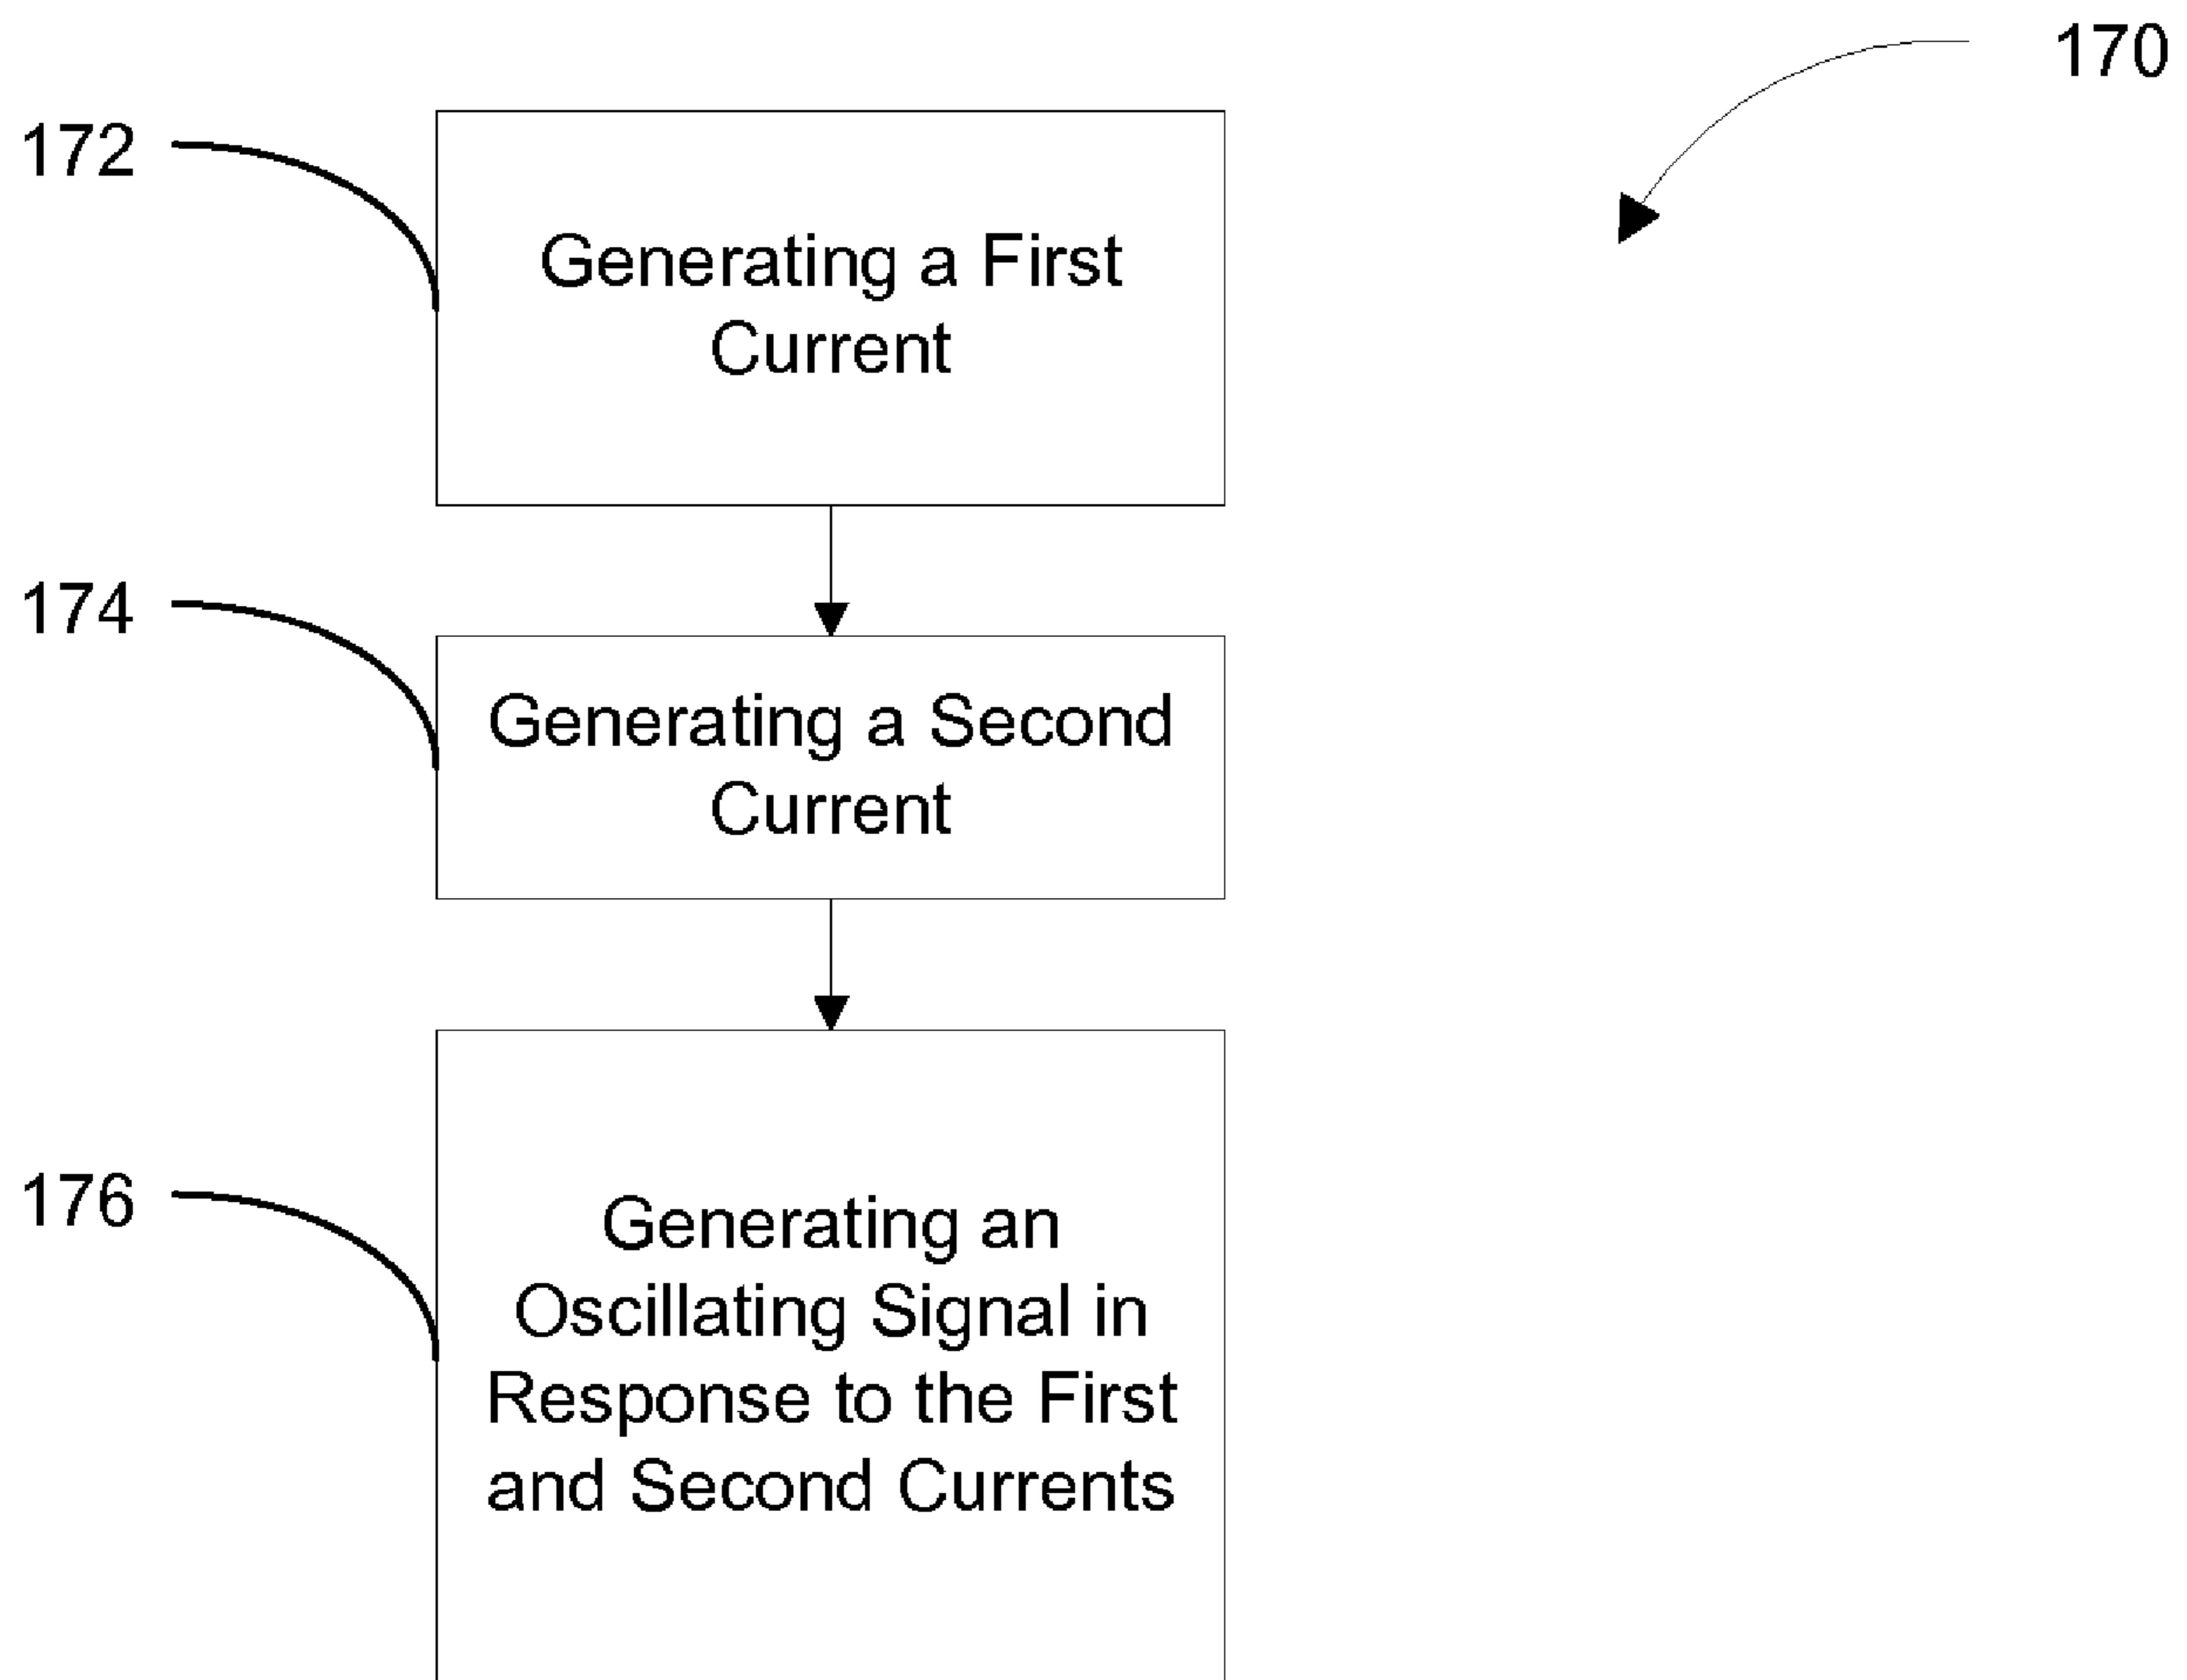 170
172
Generating a First
Current
174
Generating a Second
Current
176
Generating an
Oscillating Signal in
Response to the First
and Second Currents